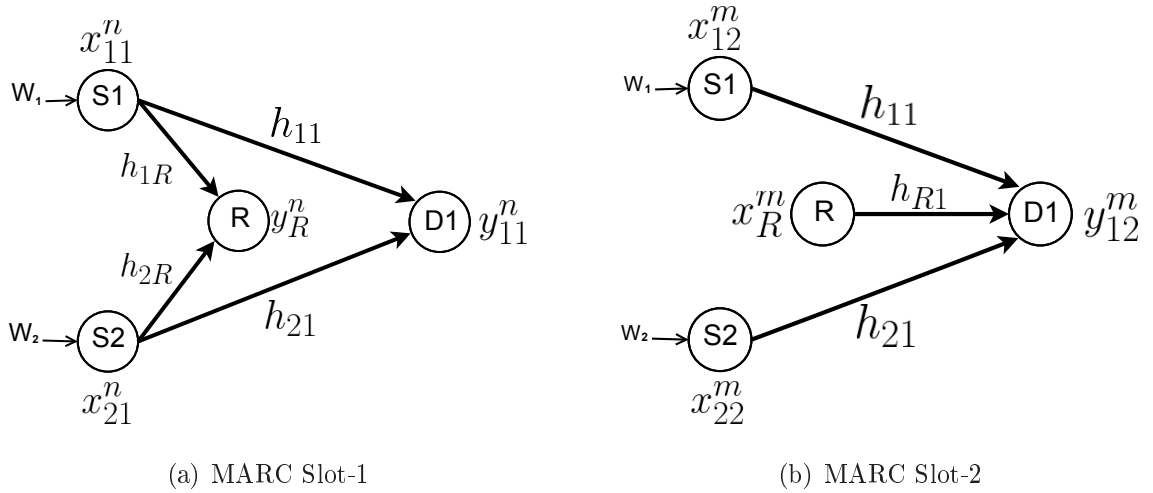 x_{11}^n
W₁ S1
h_{11}
h_{1R}
R y_R^n D1 y_{11}^n
h_{2R}
h_{21}
W₂ S2
x_{21}^n
(a) MARC Slot-1
x_{12}^m
W₁ S1
h_{11}
h_{R1}
x_R^m R D1 y_{12}^m
h_{21}
W₂ S2
x_{22}^m
(b) MARC Slot-2